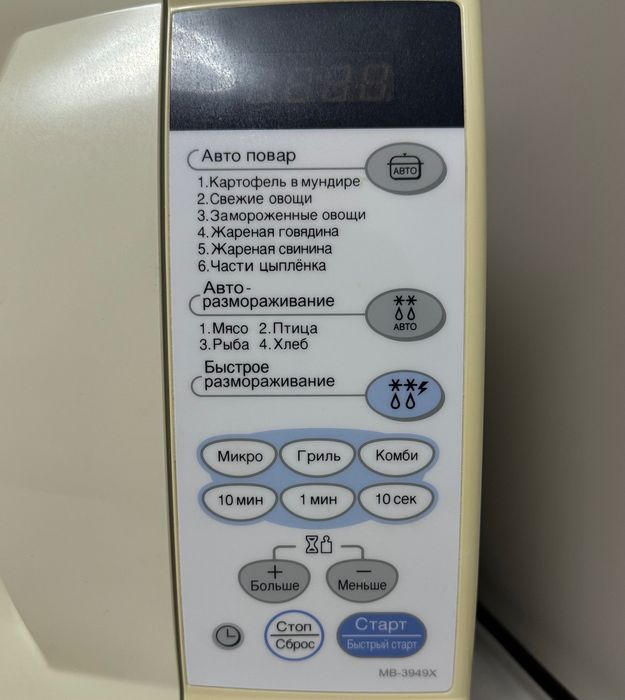 Авто повар
АВТО
1.Картофель в мундире
2.Свежие овощи
3.Замороженные овощи
4.Жареная говядина
5.Жареная свинина
6.Части цыплёнка
Авто-
размораживание
АВТО
1.Мясо 2.Птица
3.Рыба 4.Хлеб
Быстрое
размораживание
Микро Гриль Комби
10 мин 1 мин 10 сек
+ −
Больше Меньше
Стоп Старт
Сброс Быстрый старт
MB-3949X